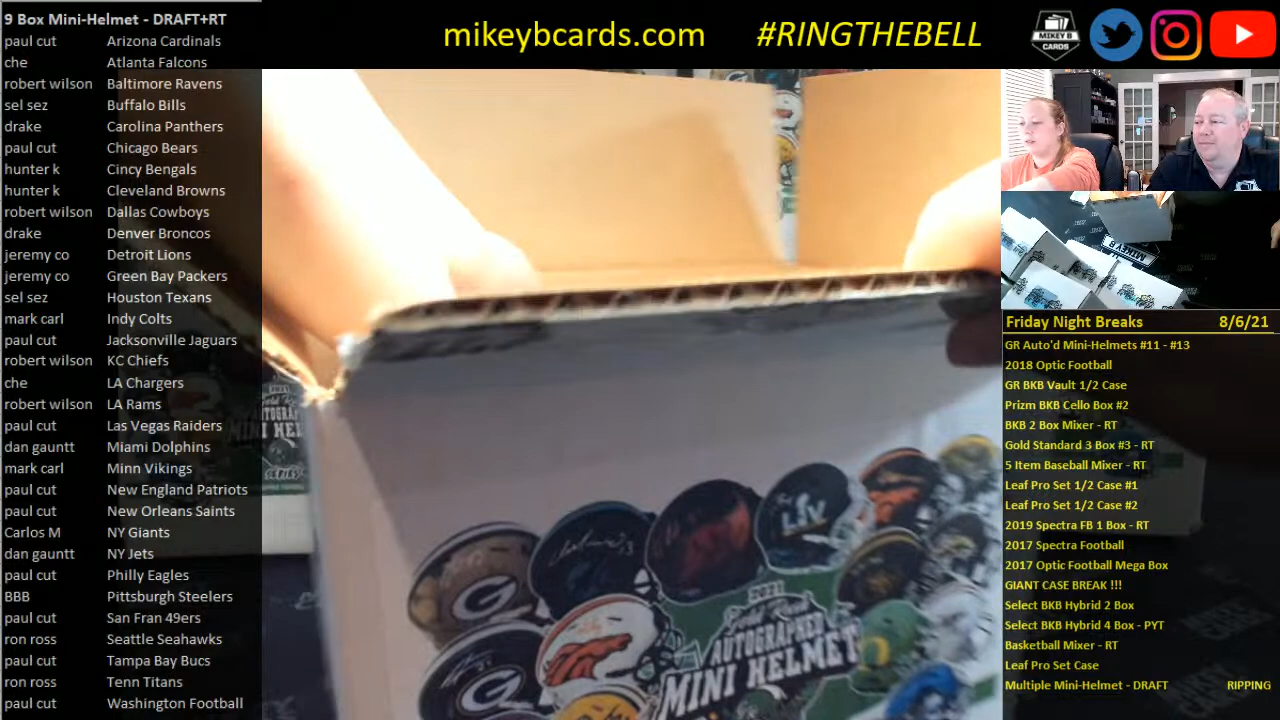 9 Box Mini-Helmet - DRAFT+RT
paul cut Arizona Cardinals
che Atlanta Falcons
robert wilson Baltimore Ravens
sel sez Buffalo Bills
drake Carolina Panthers
paul cut Chicago Bears
hunter k Cincy Bengals
hunter k Cleveland Browns
robert wilson Dallas Cowboys
drake Denver Broncos
jeremy co Detroit Lions
jeremy co Green Bay Packers
sel sez Houston Texans
mark carl Indy Colts
paul cut Jacksonville Jaguars
robert wilson KC Chiefs
che LA Chargers
robert wilson LA Rams
paul cut Las Vegas Raiders
dan gauntt Miami Dolphins
mark carl Minn Vikings
paul cut New England Patriots
paul cut New Orleans Saints
Carlos M NY Giants
dan gauntt NY Jets
paul cut Philly Eagles
BBB Pittsburgh Steelers
paul cut San Fran 49ers
ron ross Seattle Seahawks
paul cut Tampa Bay Bucs
ron ross Tenn Titans
paul cut Washington Football
mikeybcards.com #RINGTHEBELL
MIKEY B
CARDS
G
LIV
2021
Gold Rush
AUTOGRAPHED
MINI HELMET
MIKEY B
Friday Night Breaks 8/6/21
GR Auto'd Mini-Helmets #11 - #13
2018 Optic Football
GR BKB Vault 1/2 Case
Prizm BKB Cello Box #2
BKB 2 Box Mixer - RT
Gold Standard 3 Box #3 - RT
5 Item Baseball Mixer - RT
Leaf Pro Set 1/2 Case #1
Leaf Pro Set 1/2 Case #2
2019 Spectra FB 1 Box - RT
2017 Spectra Football
2017 Optic Football Mega Box
GIANT CASE BREAK !!!
Select BKB Hybrid 2 Box
Select BKB Hybrid 4 Box - PYT
Basketball Mixer - RT
Leaf Pro Set Case
Multiple Mini-Helmet - DRAFT RIPPING